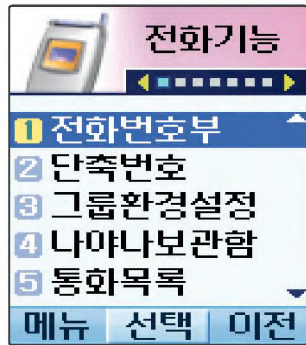 전화기능
1 전화번호부
2 단축번호
3 그룹환경설정
4 나야나보관함
5 통화목록
메뉴 선택 이전